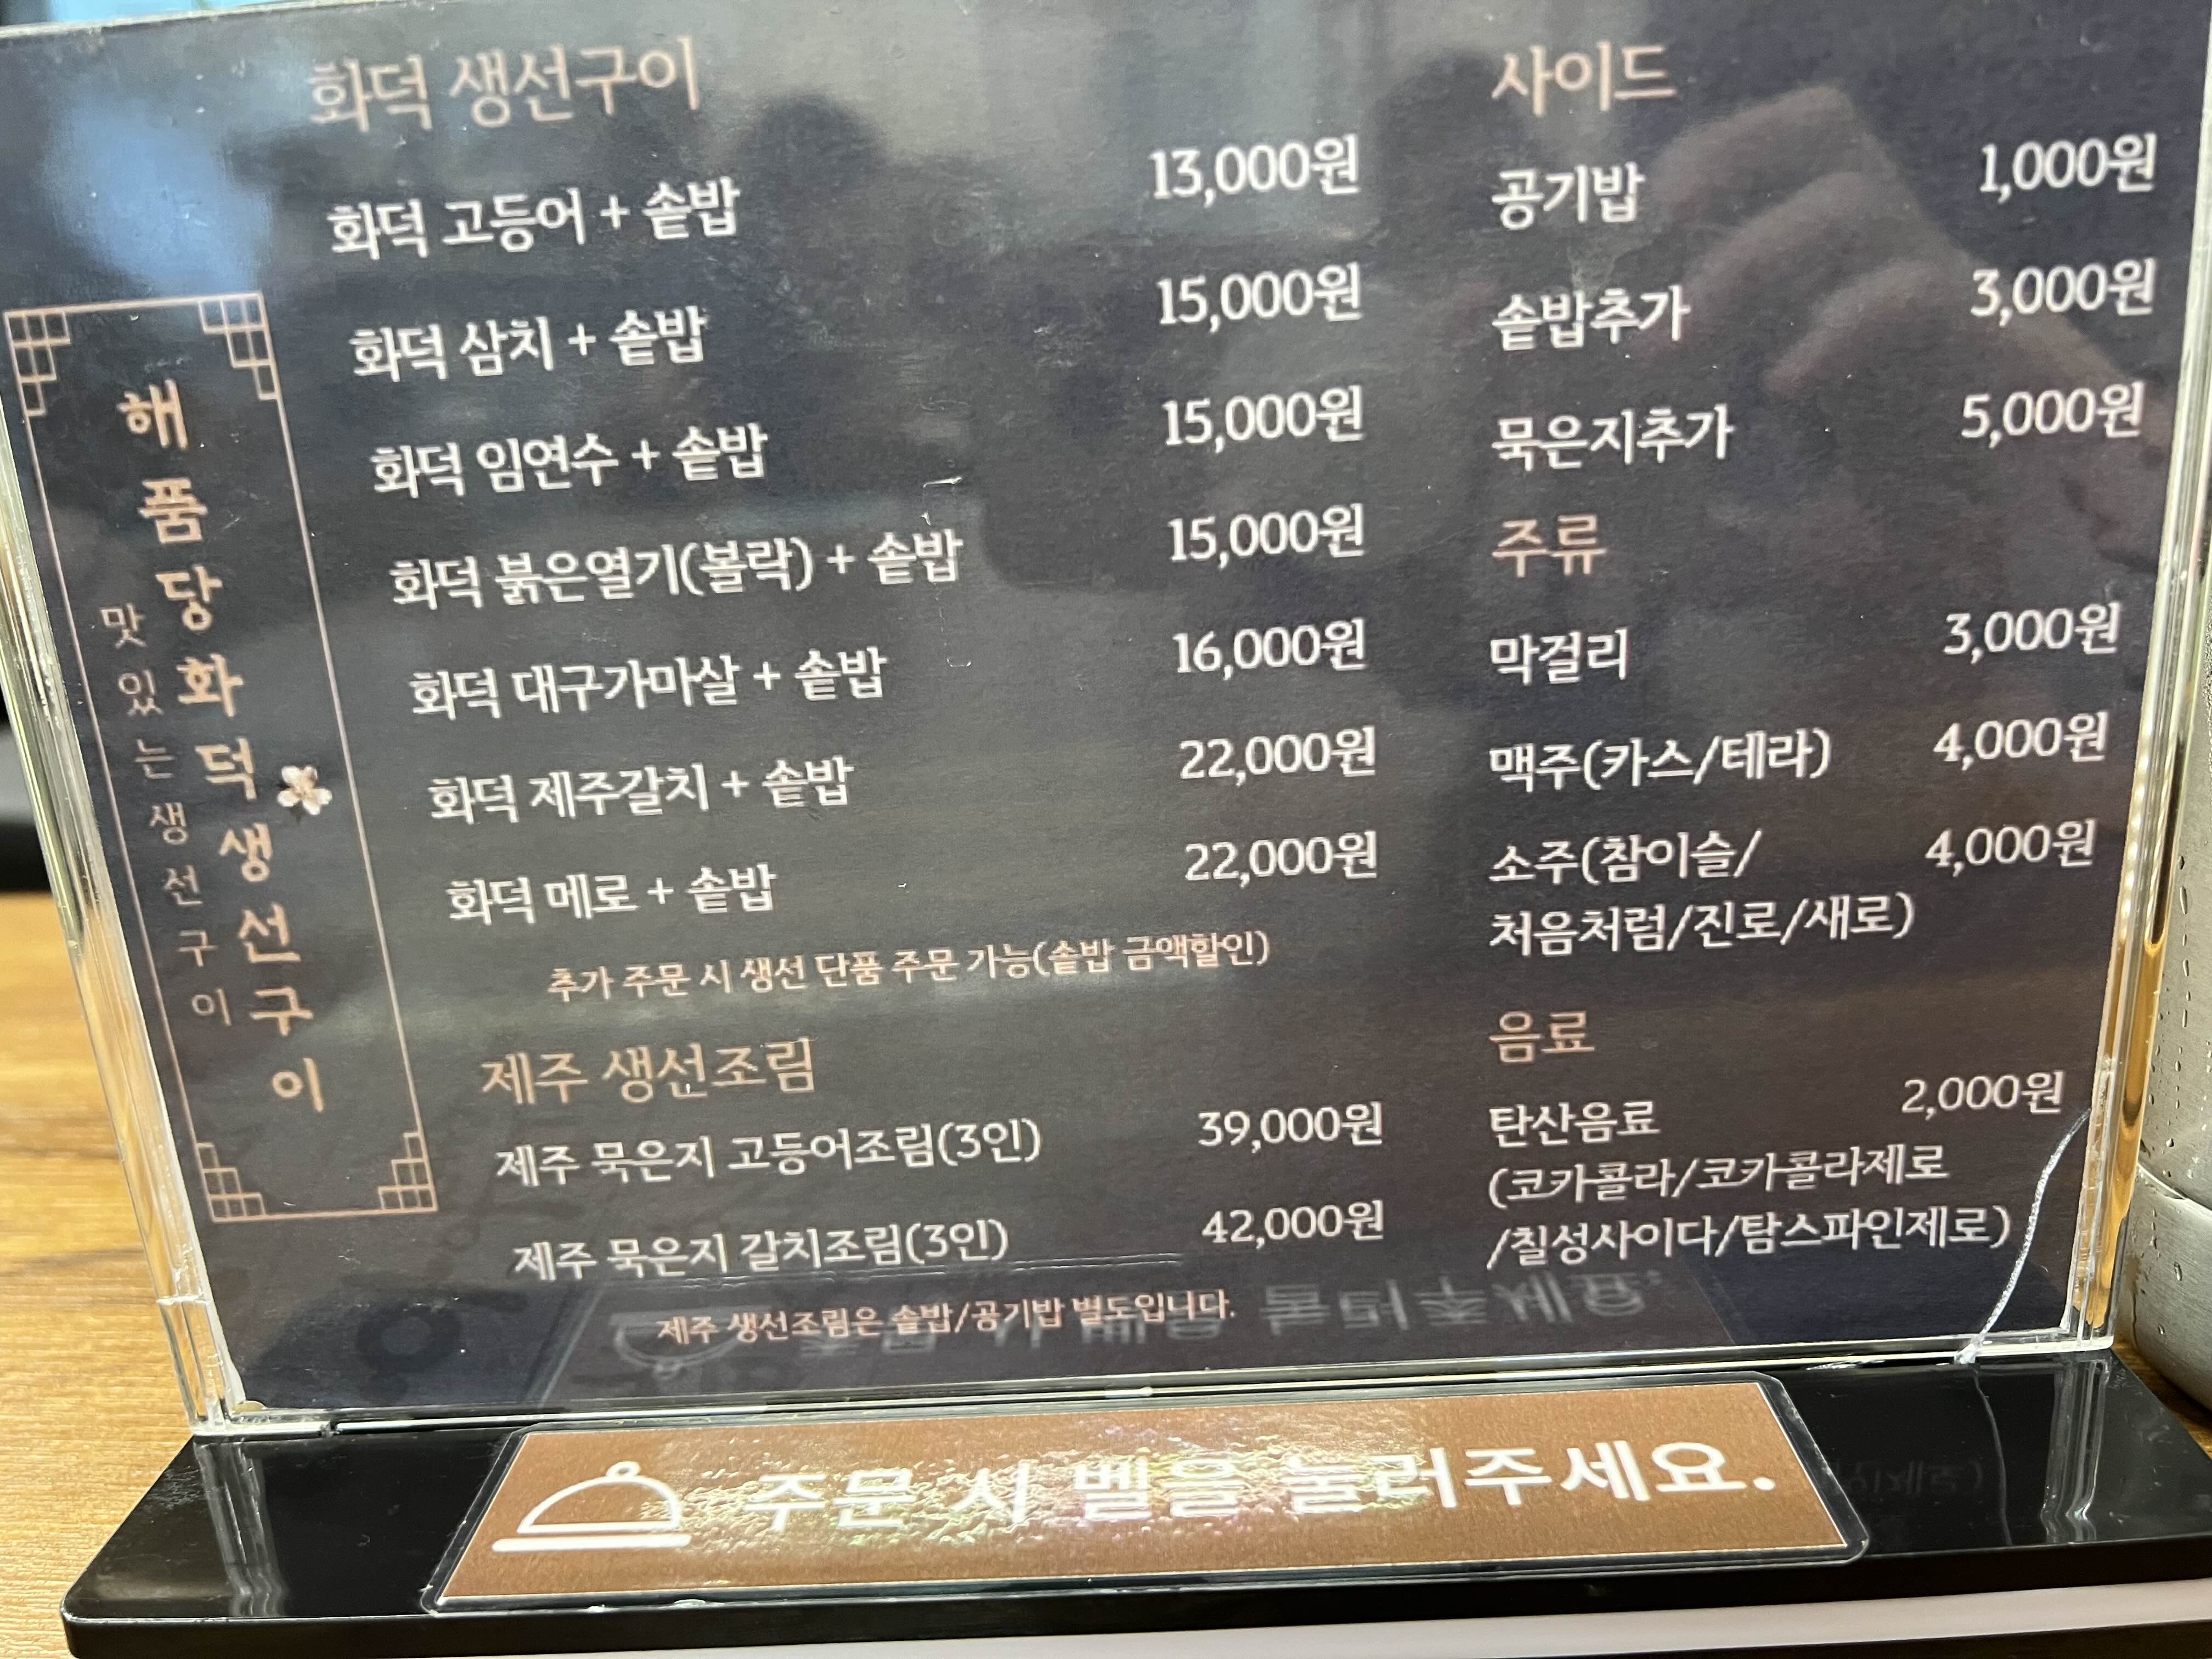 해품당화덕생선구이
맛있는생선구이
화덕 생선구이
화덕 고등어 + 솥밥 13,000원
화덕 삼치 + 솥밥 15,000원
화덕 임연수 + 솥밥 15,000원
화덕 붉은열기(볼락) + 솥밥 15,000원
화덕 대구가마살 + 솥밥 16,000원
화덕 제주갈치 + 솥밥 22,000원
화덕 메로 + 솥밥 22,000원
추가 주문 시 생선 단품 주문 가능(솥밥 금액할인)
제주 생선조림
제주 묵은지 고등어조림(3인) 39,000원
제주 묵은지 갈치조림(3인) 42,000원
제주 생선조림은 솥밥/공기밥 별도입니다.
사이드
공기밥 1,000원
솥밥추가 3,000원
묵은지추가 5,000원
주류
막걸리 3,000원
맥주(카스/테라) 4,000원
소주(참이슬/ 4,000원
처음처럼/진로/새로)
음료
탄산음료 2,000원
(코카콜라/코카콜라제로
/칠성사이다/탐스파인제로)
주문 시 벨을 눌러주세요.